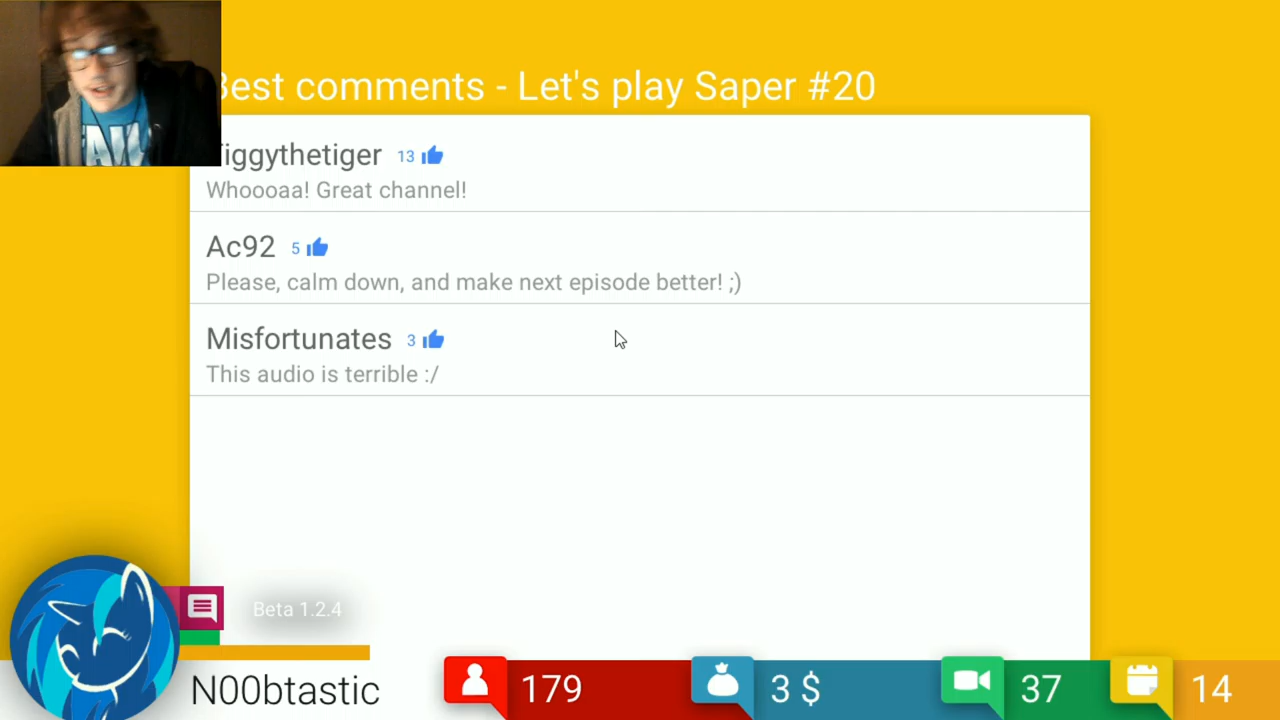 Best comments - Let's play Saper #20
iggythetiger 13
Whoooaa! Great channel!
Ac92 5
Please, calm down, and make next episode better! ;)
Misfortunates 3
This audio is terrible :/
Beta 1.2.4
N00btastic
179
3 $
37
14